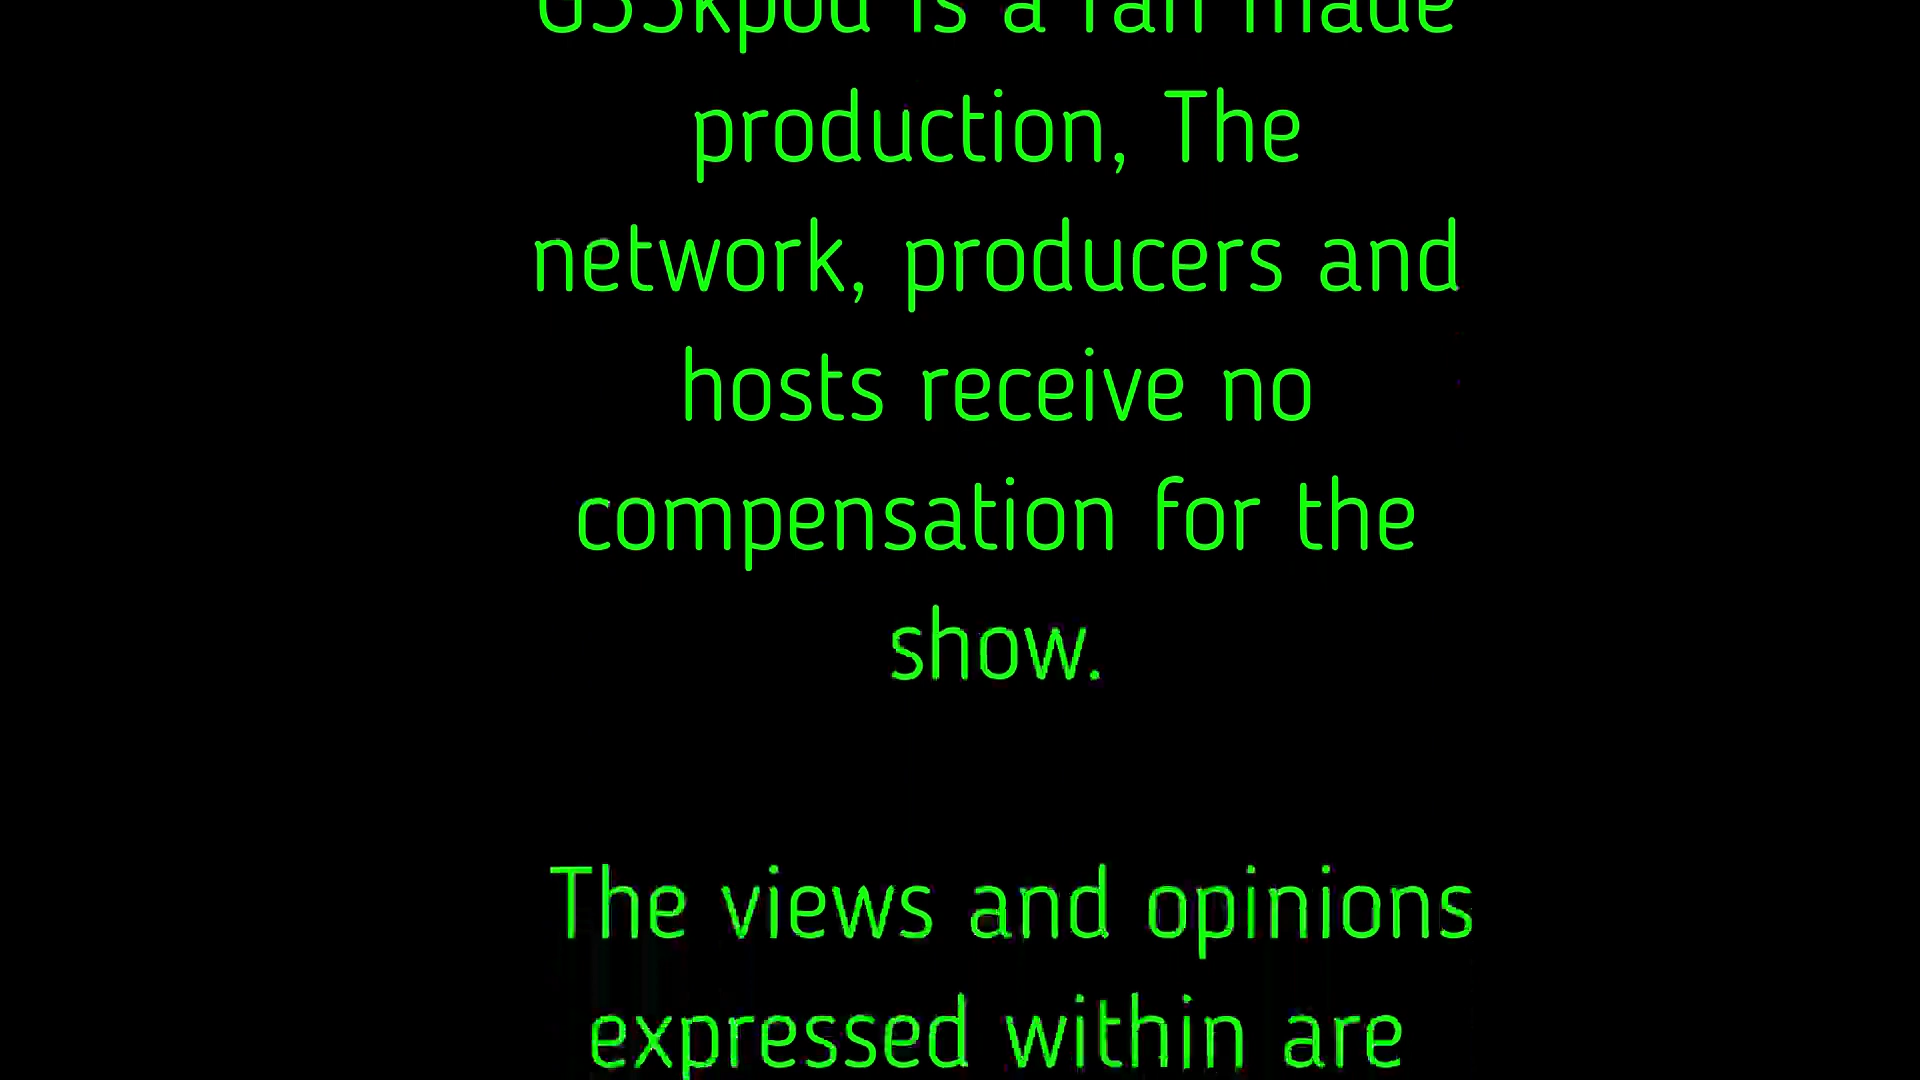 is a fan made
production, The
network, producers and
hosts receive no
compensation for the
show.
The views and opinions
expressed within are